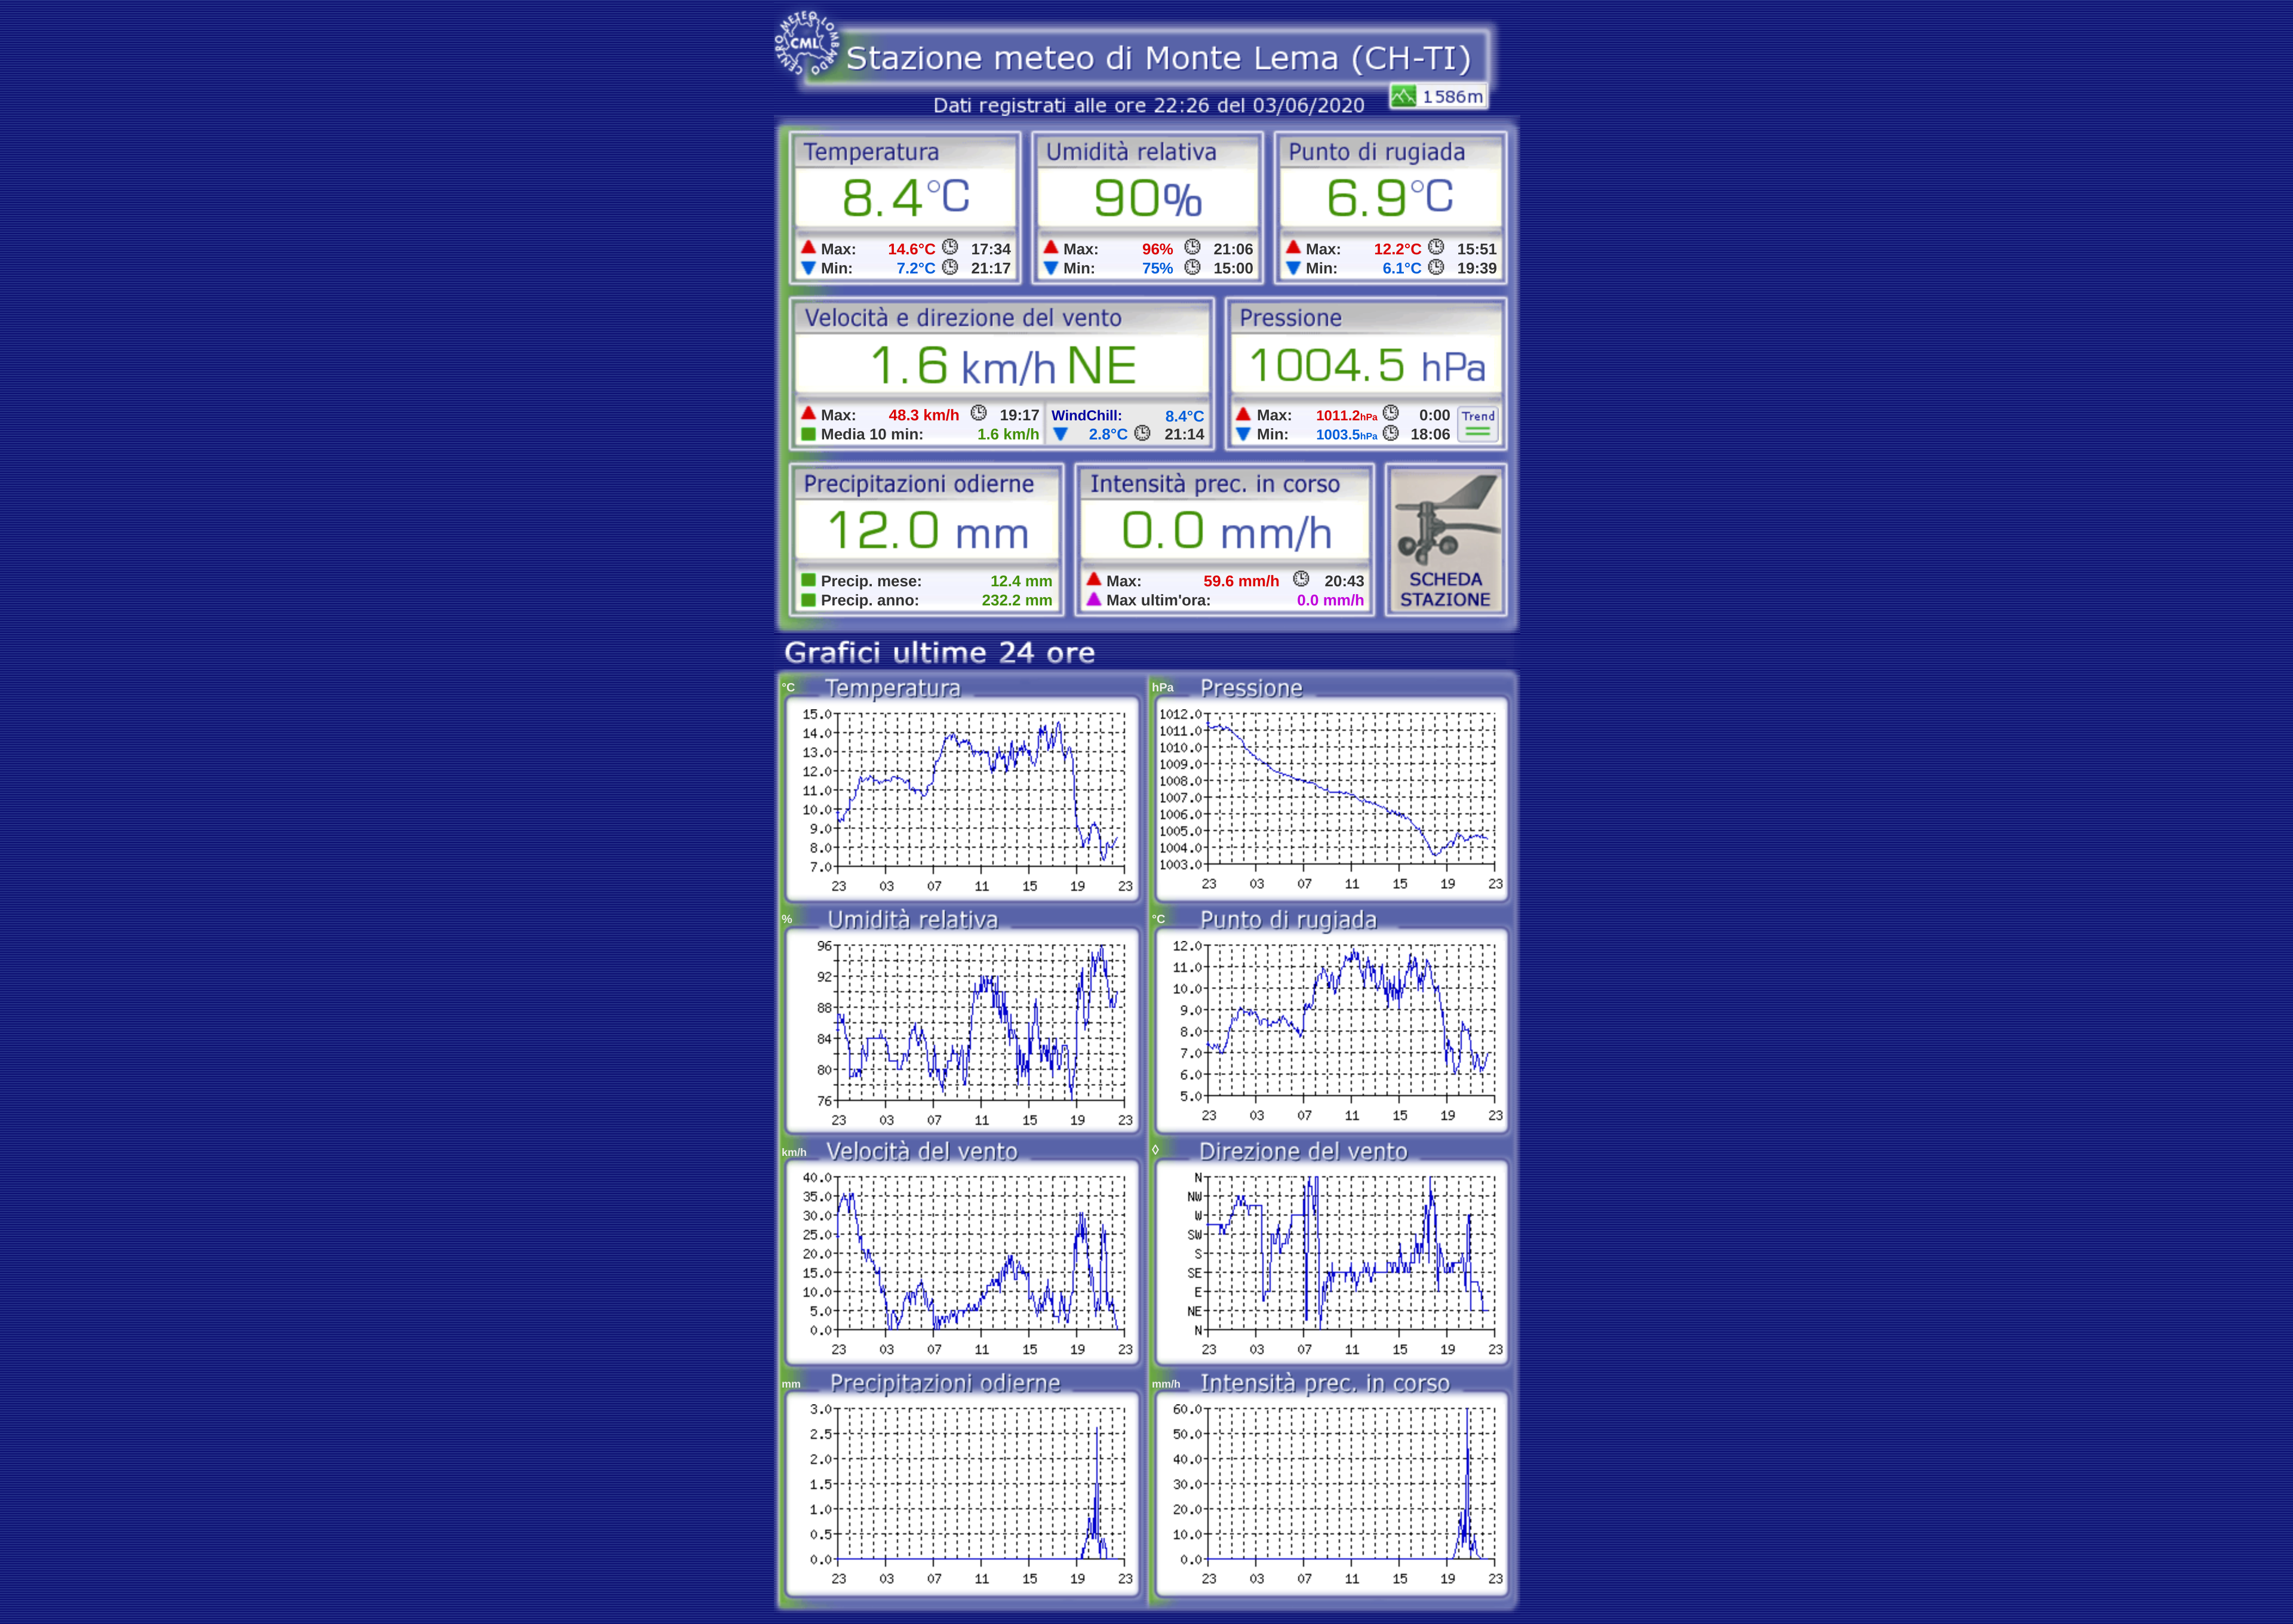 CENTRO METEO LOMBARDO
CML
Stazione meteo di Monte Lema (CH-TI)
Dati registrati alle ore 22:26 del 03/06/2020
1586m
Temperatura
8.4°C
Max: 14.6°C 17:34
Min: 7.2°C 21:17
Umidità relativa
90%
Max: 96% 21:06
Min: 75% 15:00
Punto di rugiada
6.9°C
Max: 12.2°C 15:51
Min: 6.1°C 19:39
Velocità e direzione del vento
1.6 km/h NE
Max: 48.3 km/h 19:17
Media 10 min: 1.6 km/h
WindChill: 8.4°C
2.8°C 21:14
Pressione
1004.5 hPa
Max: 1011.2hPa 0:00
Min: 1003.5hPa 18:06
Trend
Precipitazioni odierne
12.0 mm
Precip. mese: 12.4 mm
Precip. anno: 232.2 mm
Intensità prec. in corso
0.0 mm/h
Max: 59.6 mm/h 20:43
Max ultim'ora: 0.0 mm/h
SCHEDA
STAZIONE
Grafici ultime 24 ore
°C Temperatura
15.0
14.0
13.0
12.0
11.0
10.0
9.0
8.0
7.0
23 03 07 11 15 19 23
hPa Pressione
1012.0
1011.0
1010.0
1009.0
1008.0
1007.0
1006.0
1005.0
1004.0
1003.0
23 03 07 11 15 19 23
% Umidità relativa
96
92
88
84
80
76
23 03 07 11 15 19 23
°C Punto di rugiada
12.0
11.0
10.0
9.0
8.0
7.0
6.0
5.0
23 03 07 11 15 19 23
km/h Velocità del vento
40.0
35.0
30.0
25.0
20.0
15.0
10.0
5.0
0.0
23 03 07 11 15 19 23
◊ Direzione del vento
N
NW
W
SW
S
SE
E
NE
N
23 03 07 11 15 19 23
mm Precipitazioni odierne
3.0
2.5
2.0
1.5
1.0
0.5
0.0
23 03 07 11 15 19 23
mm/h Intensità prec. in corso
60.0
50.0
40.0
30.0
20.0
10.0
0.0
23 03 07 11 15 19 23